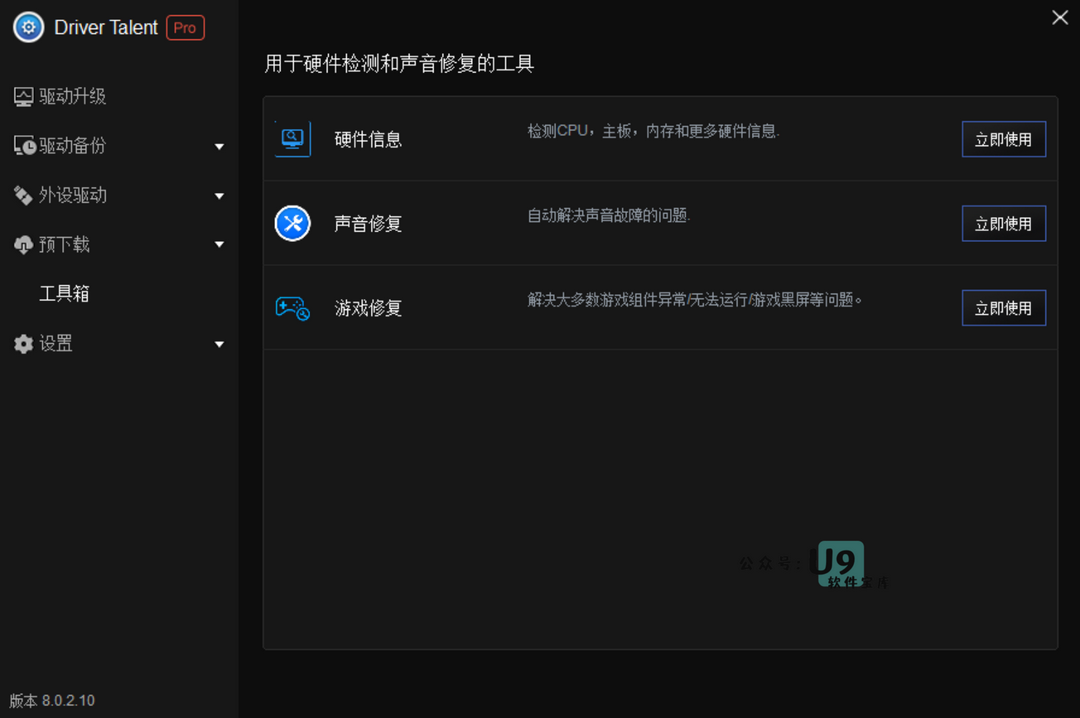 Driver Talent Pro
驱动升级
驱动备份
外设驱动
预下载
工具箱
设置
版本 8.0.2.10
用于硬件检测和声音修复的工具
硬件信息
检测CPU，主板，内存和更多硬件信息.
立即使用
声音修复
自动解决声音故障的问题.
立即使用
游戏修复
解决大多数游戏组件异常/无法运行/游戏黑屏等问题。
立即使用
公众号：U9
软件宝库